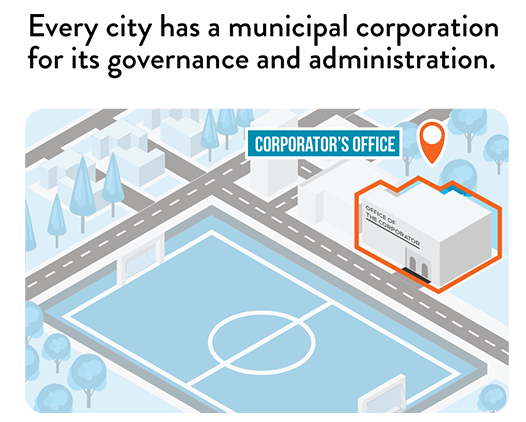 Every city has a municipal corporation
for its governance and administration.
CORPORATOR'S OFFICE
OFFICE OF
THE CORPORATOR